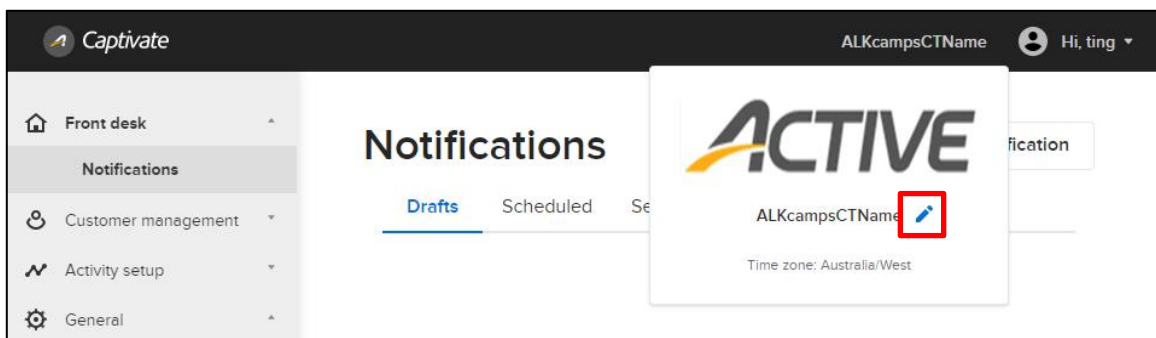 Captivate
ALKcampsCTName
Hi, ting
Front desk
Notifications
Customer management
Activity setup
General
Notifications
Drafts Scheduled Se
fication
ACTIVE
ALKcampsCTName
Time zone: Australia/West